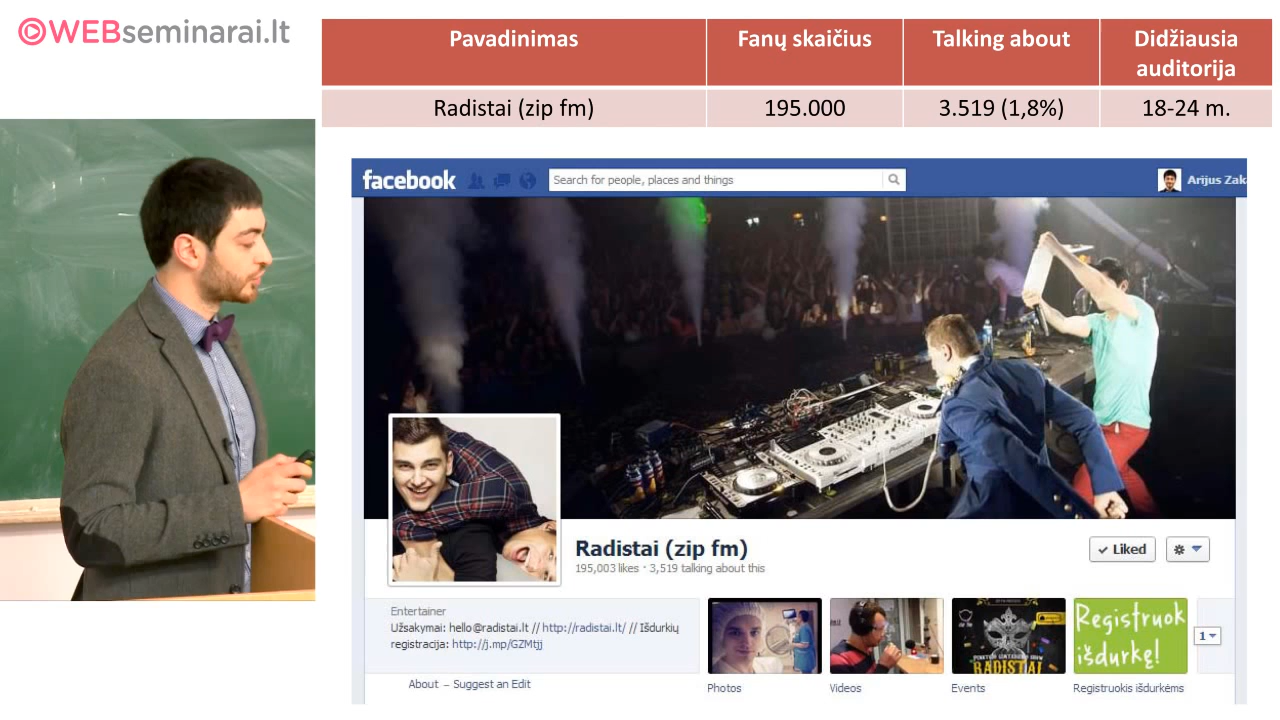 WEBseminarai.lt
Pavadinimas
Fanų skaičius
Talking about
Didžiausia
auditorija
Radistai (zip fm)
195.000
3.519 (1,8%)
18-24 m.
facebook
Search for people, places and things
Arijus Zak
Radistai (zip fm)
195,003 likes · 3,519 talking about this
Liked
Entertainer
Užsakymai: hello@radistai.lt // http://radistai.lt/ // Išdurkių
registracija: http://j.mp/GZMtjj
About – Suggest an Edit
RADISTAI
Registruok
išdurkę!
1
Photos
Videos
Events
Registruokis išdurkėms